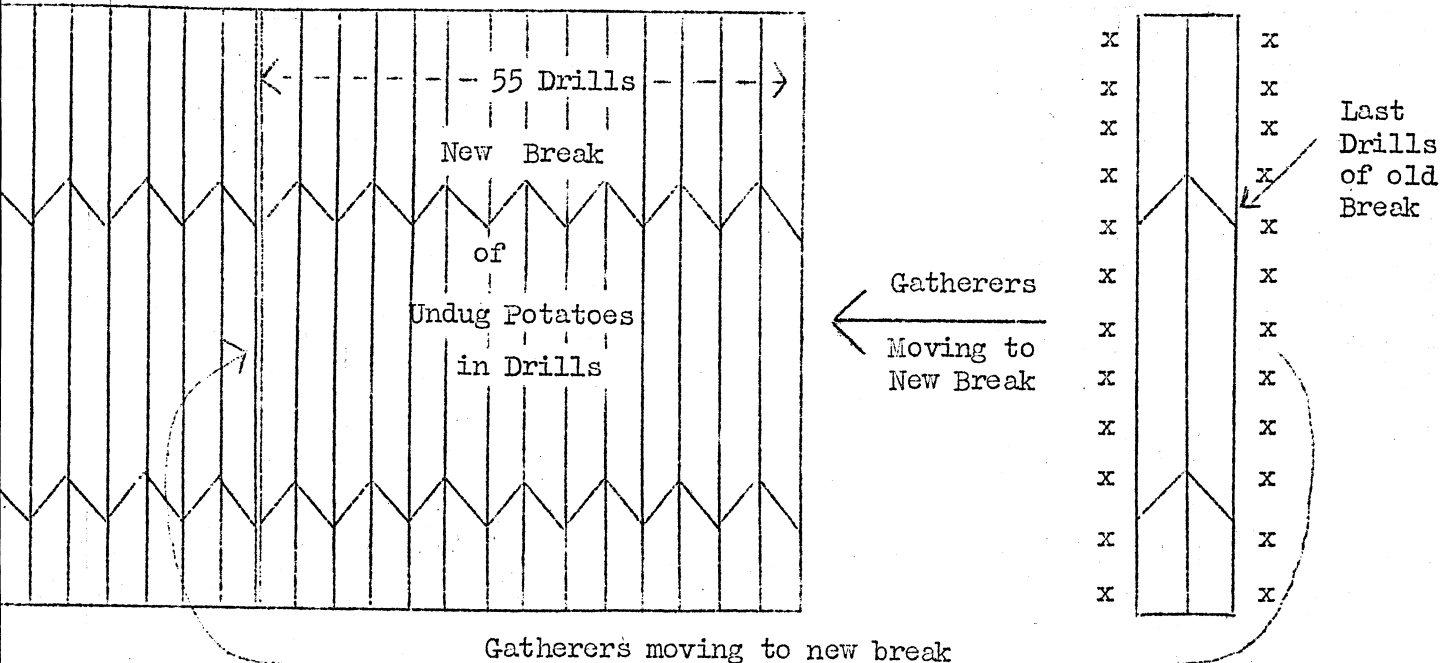 55 Drills
New Break
of
Undug Potatoes
in Drills
Gatherers
Moving to
New Break
x x
x x
x x
x x
x x
x x
x x
x x
x x
x x
x x
x x
Last
Drills
of old
Break
Gatherers moving to new break